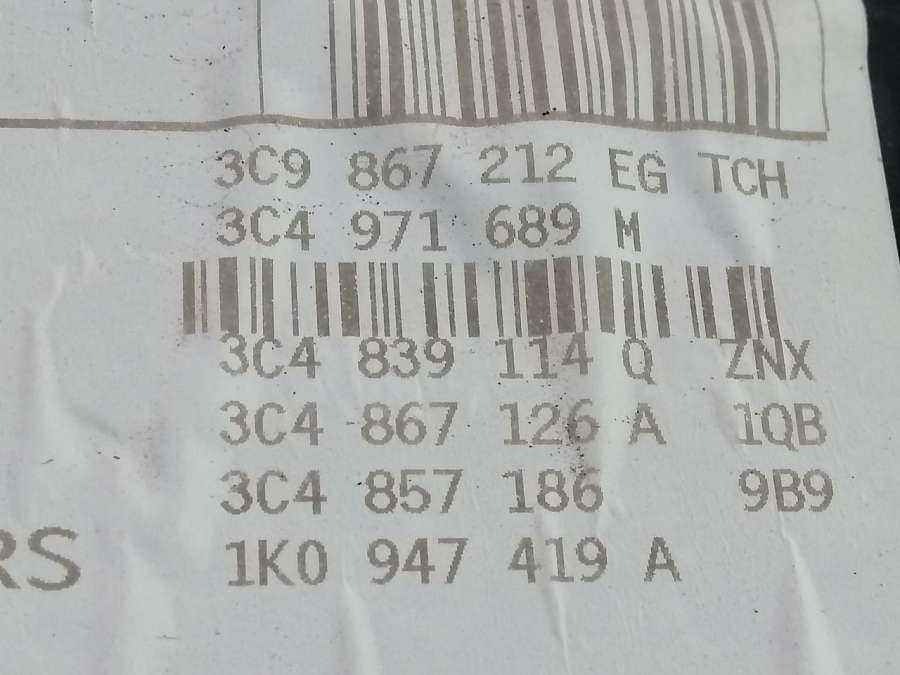 3C9 867 212 EG TCH
3C4 971 689 M
3C4 839 114 Q ZNX
3C4 867 126 A 1QB
3C4 857 186 9B9
RS
1K0 947 419 A